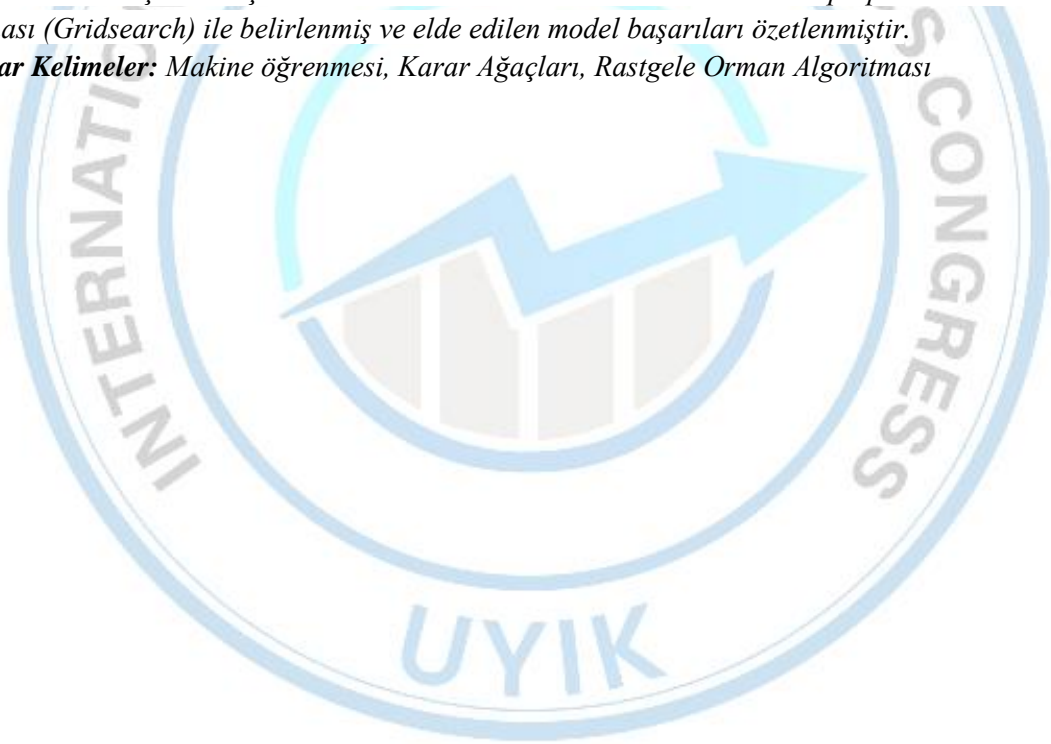 ası (Gridsearch) ile belirlenmiş ve elde edilen model başarıları özetlenmiştir.
ar Kelimeler: Makine öğrenmesi, Karar Ağaçları, Rastgele Orman Algoritması
INTERNATIO
S CONGRESS
UYIK